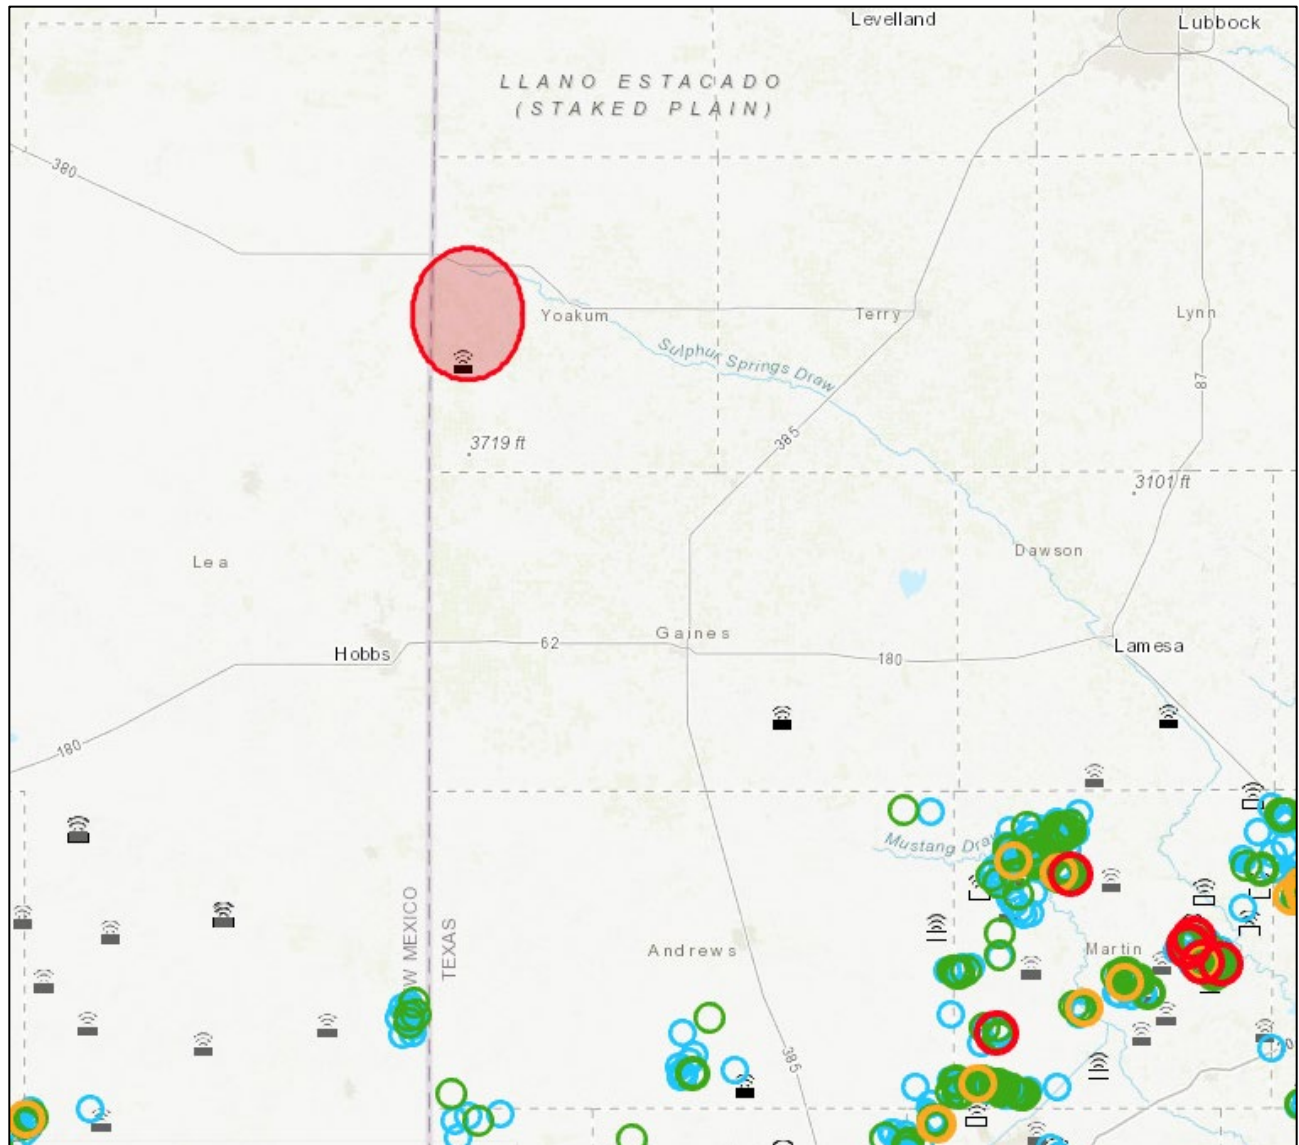 Levelland
Lubbock
LLANO ESTACADO
(STAKED PLAIN)
380
Yoakum
Terry
Lynn
Sulphur Springs Draw
87
3719 ft
385
3101 ft
Lea
Dawson
Gaines
Hobbs
62
180
Lamesa
180
Mustang Draw
NEW MEXICO
TEXAS
Andrews
Martin
385